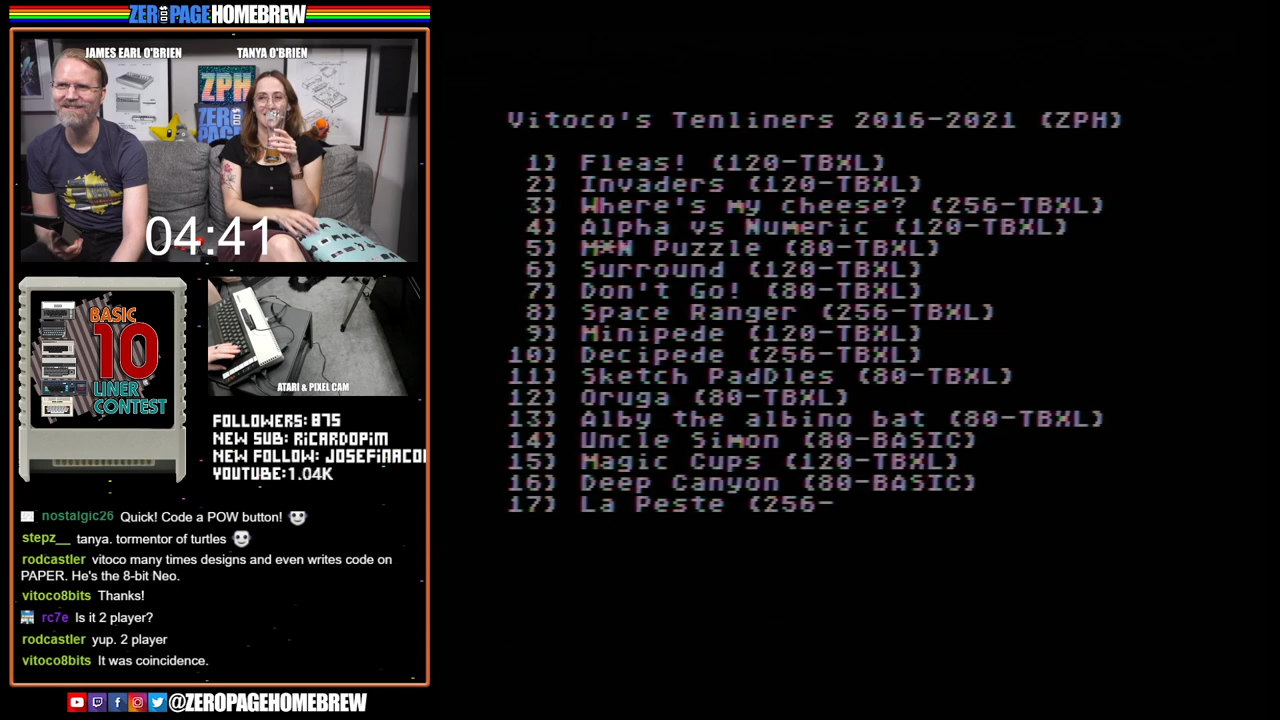 ZEROPAGEHOMEBREW
JAMES EARL O'BRIEN
TANYA O'BRIEN
ZPH
04:41
BASIC
10
LINER
CONTEST
ATARI & PIXEL CAM
FOLLOWERS: 875
NEW SUB: RICARDOPIM
NEW FOLLOW: JOSEFINACOR
YOUTUBE:1.04K
nostalgic26 Quick! Code a POW button!
stepz__ tanya. tormentor of turtles
rodcastler vitoco many times designs and even writes code on
PAPER. He's the 8-bit Neo.
vitoco8bits Thanks!
rc7e Is it 2 player?
rodcastler yup. 2 player
vitoco8bits It was coincidence.
@ZEROPAGEHOMEBREW
Vitoco's Tenliners 2016-2021 (ZPH)
1) Fleas! (120-TBXL)
2) Invaders (120-TBXL)
3) Where's my cheese? (256-TBXL)
4) Alpha vs Numeric (120-TBXL)
5) M*N Puzzle (80-TBXL)
6) Surround (120-TBXL)
7) Don't Go! (80-TBXL)
8) Space Ranger (256-TBXL)
9) Minipede (120-TBXL)
10) Decipede (256-TBXL)
11) Sketch PadDles (80-TBXL)
12) Oruga (80-TBXL)
13) Alby the albino bat (80-TBXL)
14) Uncle Simon (80-BASIC)
15) Magic Cups (120-TBXL)
16) Deep Canyon (80-BASIC)
17) La Peste (256-